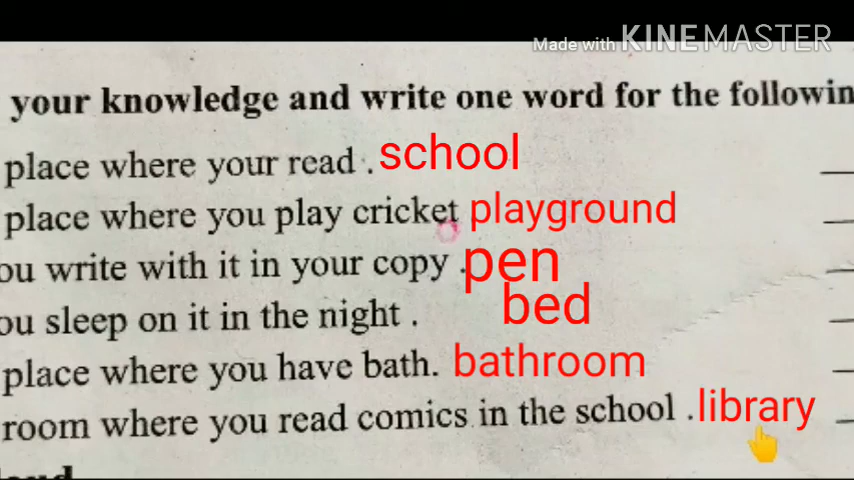 Made with KINEMASTER
your knowledge and write one word for the followin
place where your read . school
place where you play cricket playground
ou write with it in your copy . pen
ou sleep on it in the night . bed
place where you have bath. bathroom
room where you read comics in the school . library